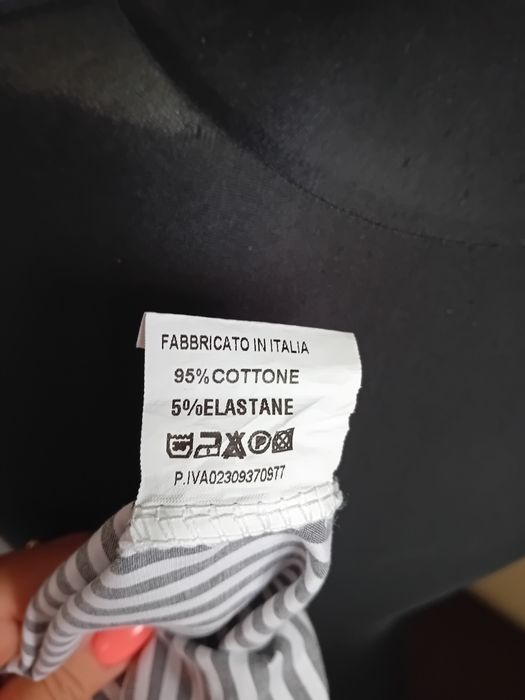 FABBRICATO IN ITALIA
95%COTTONE
5%ELASTANE
P
P.IVA02309370977